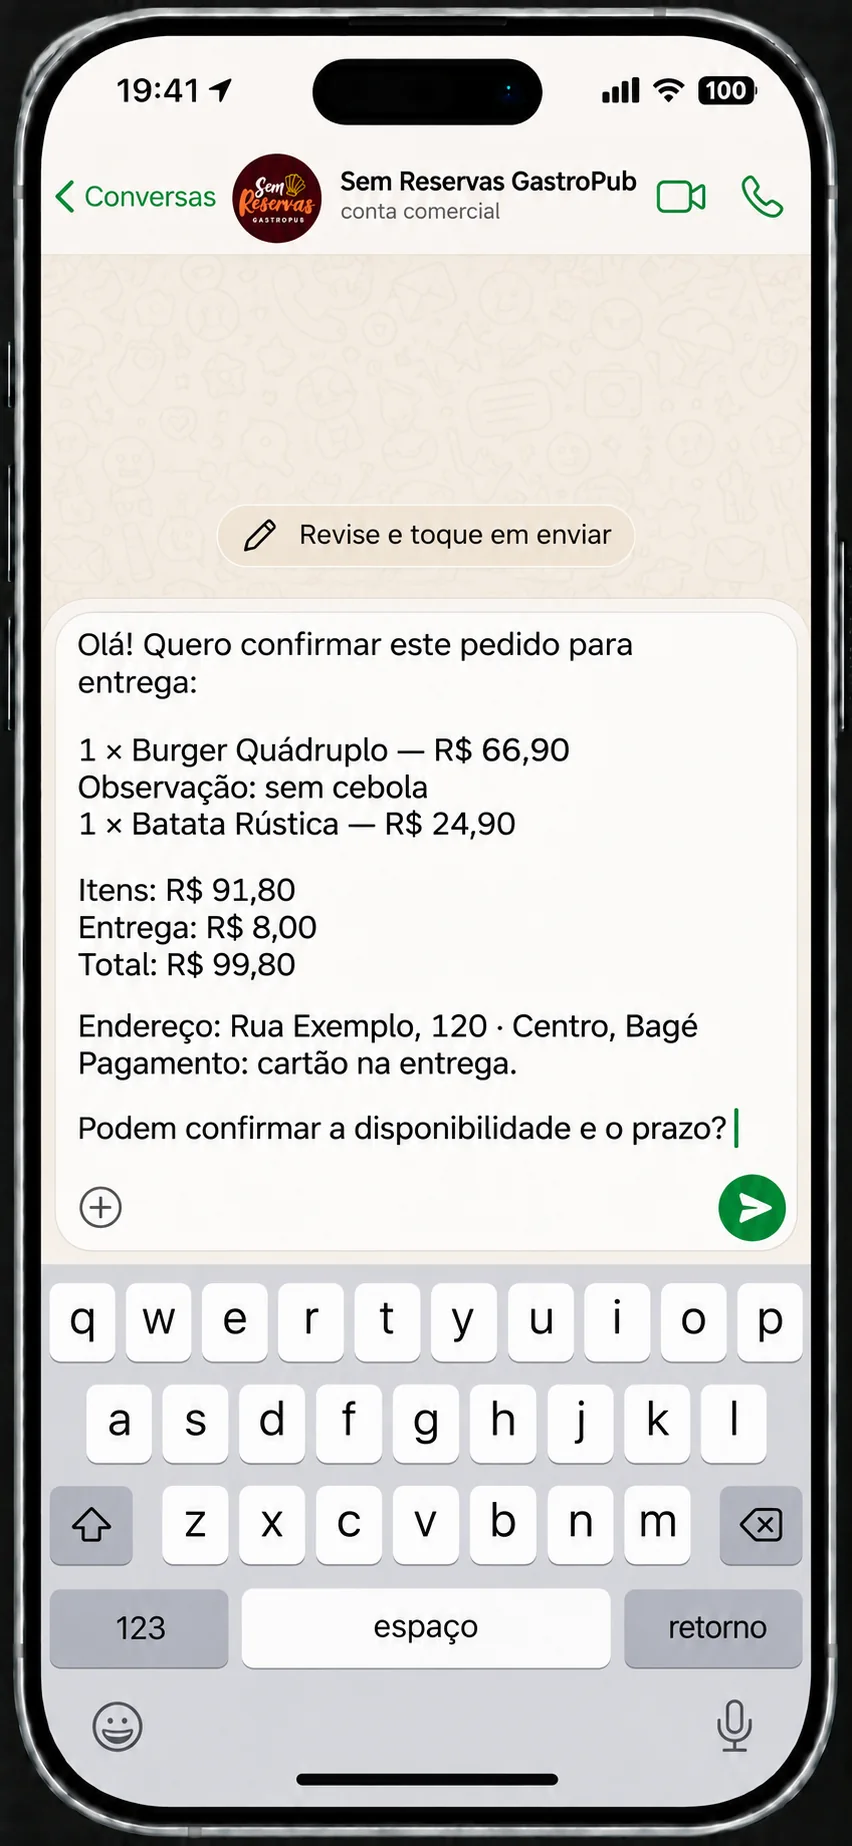 19:41
100
Conversas
Sem Reservas GASTROPUB
Sem Reservas GastroPub
conta comercial
Revise e toque em enviar
Olá! Quero confirmar este pedido para
entrega:
1 × Burger Quádruplo — R$ 66,90
Observação: sem cebola
1 × Batata Rústica — R$ 24,90
Itens: R$ 91,80
Entrega: R$ 8,00
Total: R$ 99,80
Endereço: Rua Exemplo, 120 · Centro, Bagé
Pagamento: cartão na entrega.
Podem confirmar a disponibilidade e o prazo?
q w e r t y u i o p
a s d f g h j k l
z x c v b n m
123 espaço retorno